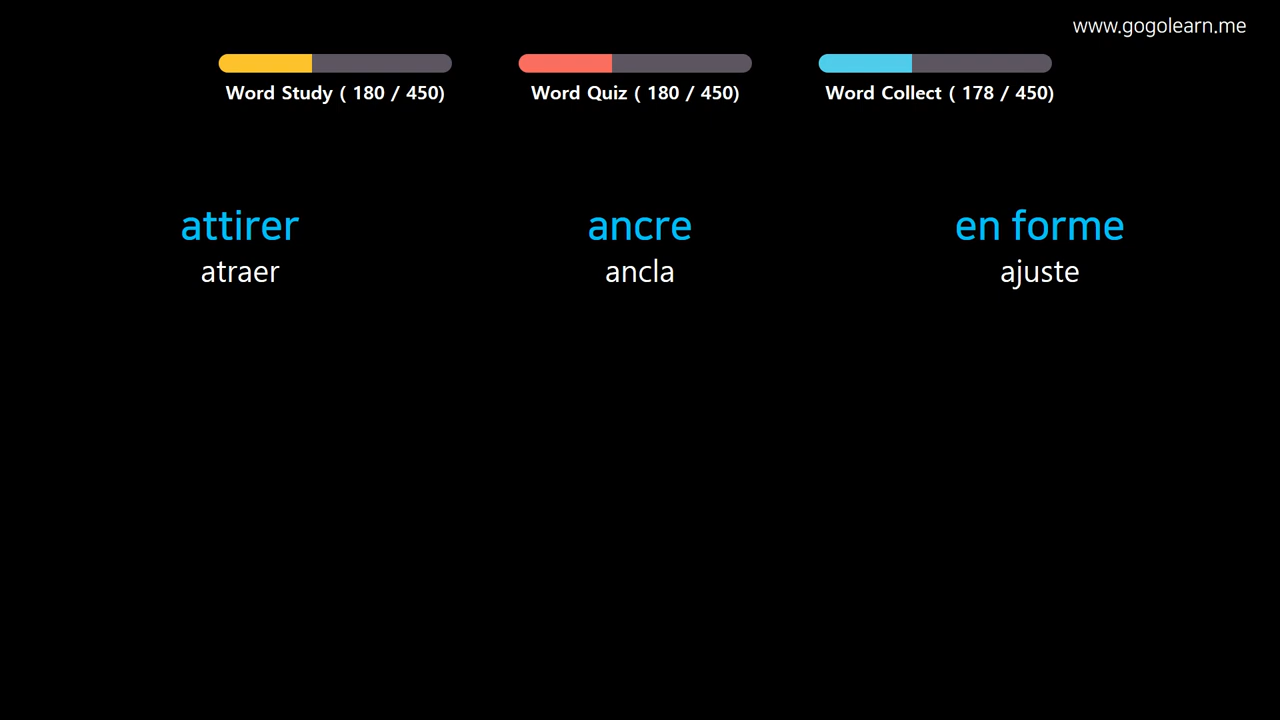 www.gogolearn.me
Word Study ( 180 / 450)
Word Quiz ( 180 / 450)
Word Collect ( 178 / 450)
attirer
atraer
ancre
ancla
en forme
ajuste